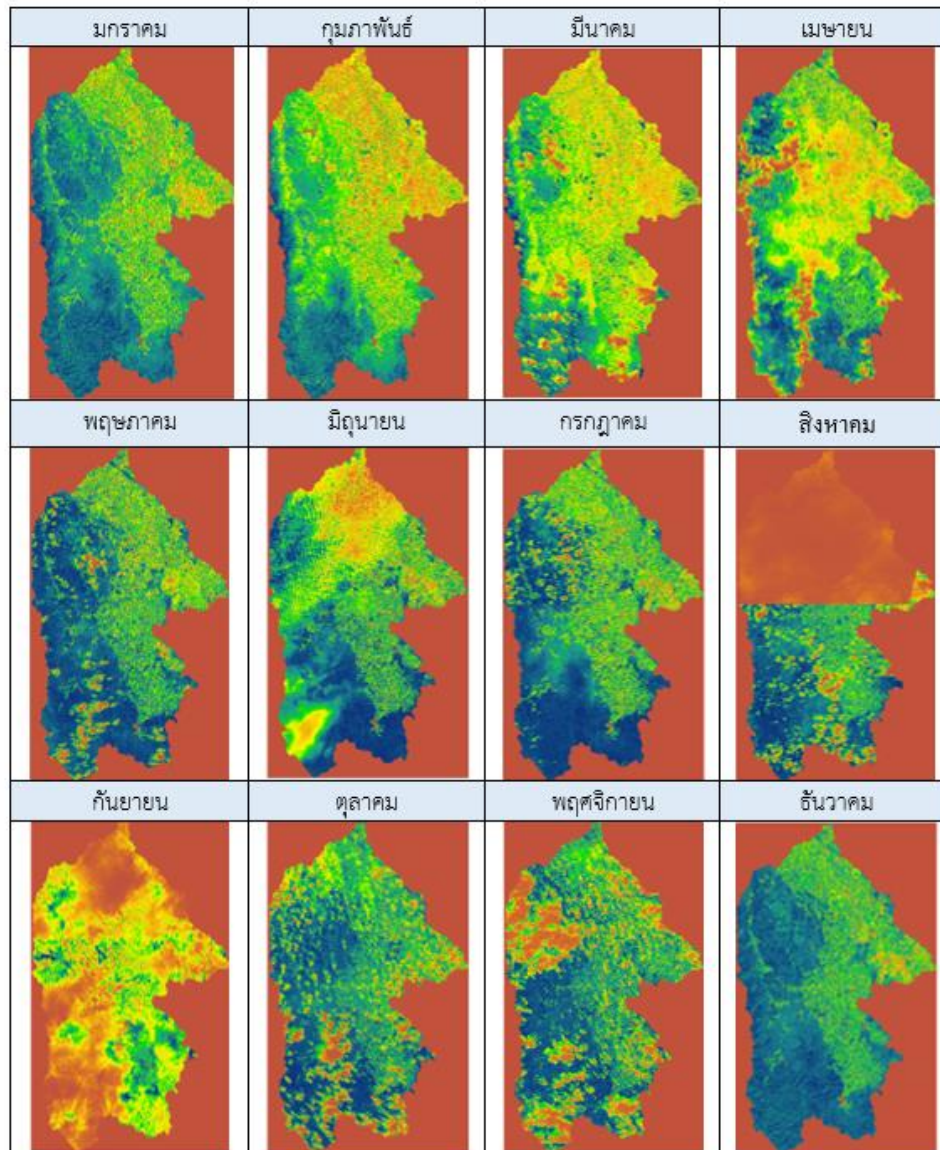 มกราคม
กุมภาพันธ์
มีนาคม
เมษายน
พฤษภาคม
มิถุนายน
กรกฎาคม
สิงหาคม
กันยายน
ตุลาคม
พฤศจิกายน
ธันวาคม